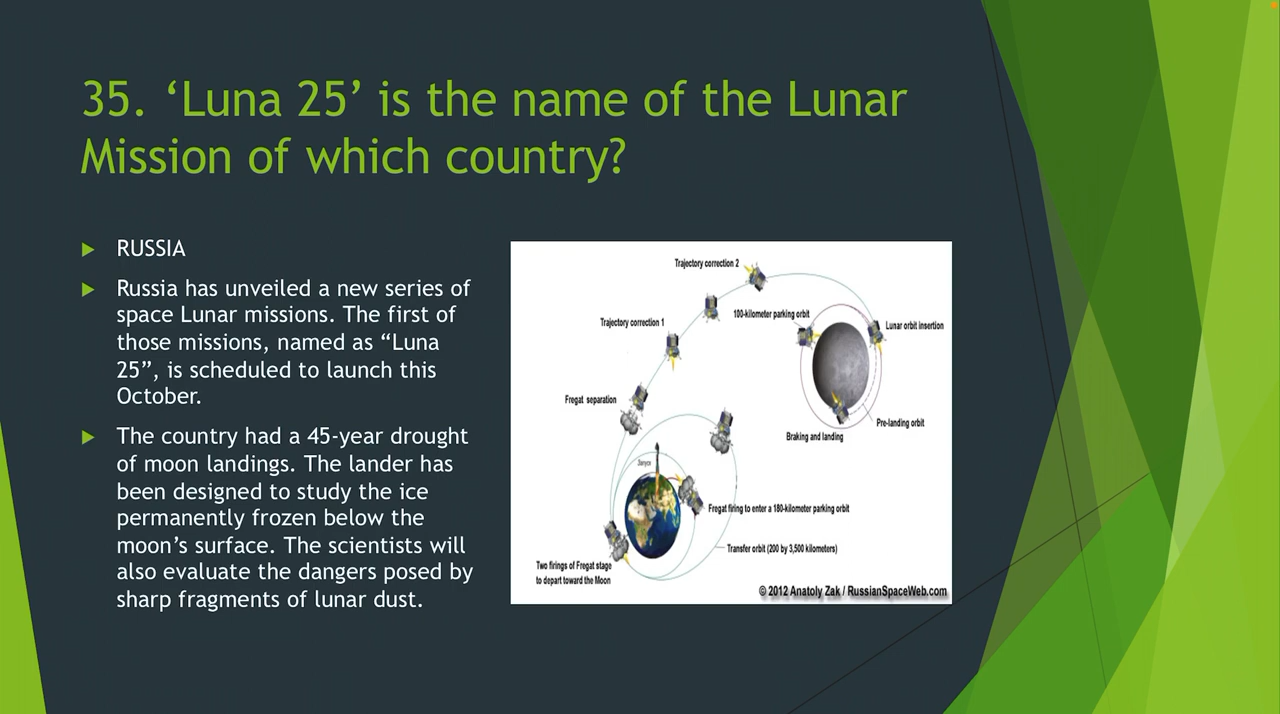 35. ‘Luna 25’ is the name of the Lunar
Mission of which country?
RUSSIA
Russia has unveiled a new series of
space Lunar missions. The first of
those missions, named as “Luna
25”, is scheduled to launch this
October.
The country had a 45-year drought
of moon landings. The lander has
been designed to study the ice
permanently frozen below the
moon’s surface. The scientists will
also evaluate the dangers posed by
sharp fragments of lunar dust.
Trajectory correction 2
100-kilometer parking orbit
Trajectory correction 1
Lunar orbit insertion
Fregat separation
Pre-landing orbit
Braking and landing
Fregat firing to enter a 180-kilometer parking orbit
Transfer orbit (200 by 3,500 kilometers)
Two firings of Fregat stage
to depart toward the Moon
© 2012 Anatoly Zak / RussianSpaceWeb.com